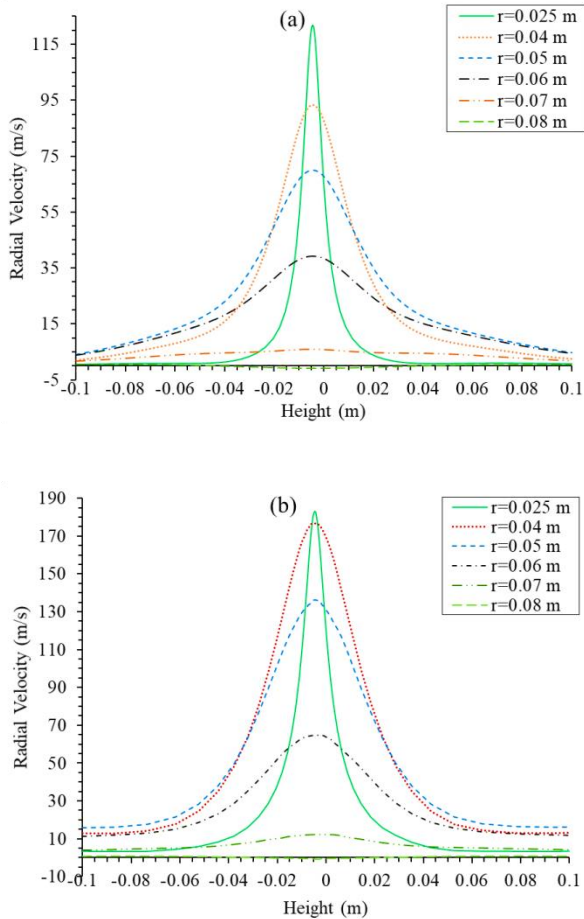 (a)
r=0.025 m
r=0.04 m
r=0.05 m
r=0.06 m
r=0.07 m
r=0.08 m
115
95
75
55
35
15
-5
Radial Velocity (m/s)
-0.1 -0.08 -0.06 -0.04 -0.02 0 0.02 0.04 0.06 0.08 0.1
Height (m)
(b)
r=0.025 m
r=0.04 m
r=0.05 m
r=0.06 m
r=0.07 m
r=0.08 m
190
170
150
130
110
90
70
50
30
10
-10
Radial Velocity (m/s)
-0.1 -0.08 -0.06 -0.04 -0.02 0 0.02 0.04 0.06 0.08 0.1
Height (m)